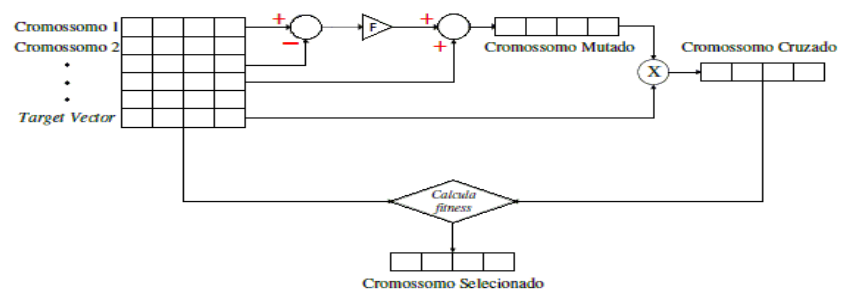 Cromossomo 1
+
F
+
Cromossomo 2
−
+
Cromossomo Mutado
Cromossomo Cruzado
X
Target Vector
Calcula
fitness
Cromossomo Selecionado